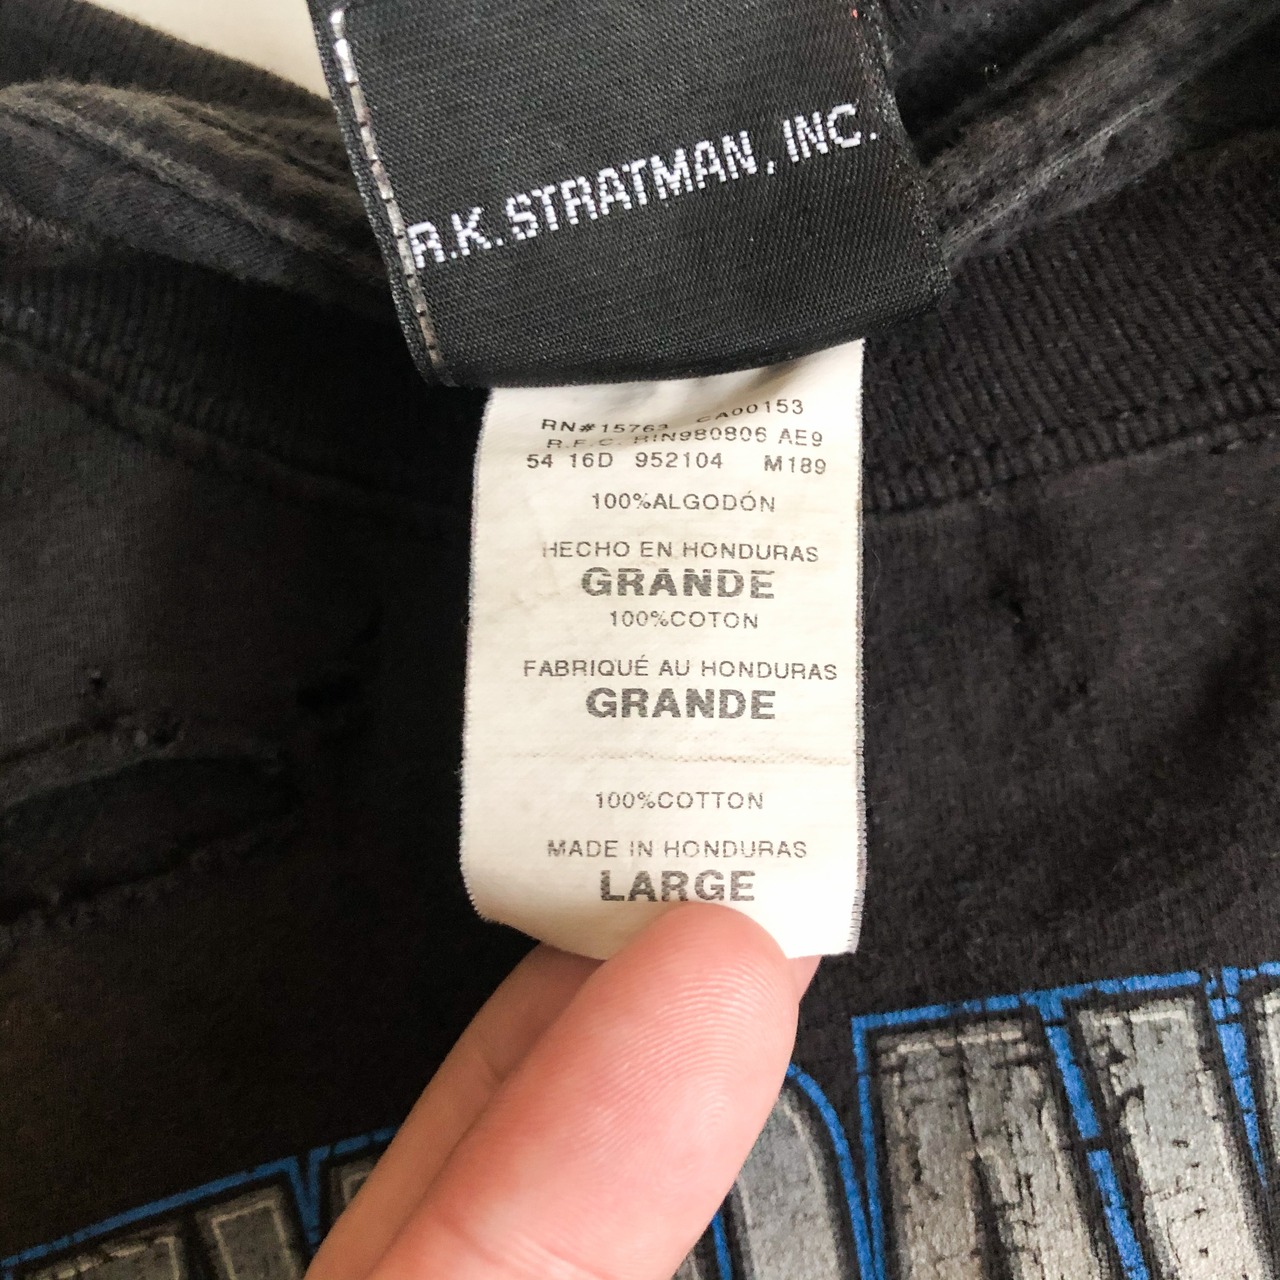 R.K. STRATMAN, INC.
RN#15763 CA00153
R.F.C. HIN980806 AE9
54 16D 952104 M189
100%ALGODÓN
HECHO EN HONDURAS
GRANDE
100%COTON
FABRIQUÉ AU HONDURAS
GRANDE
100%COTTON
MADE IN HONDURAS
LARGE